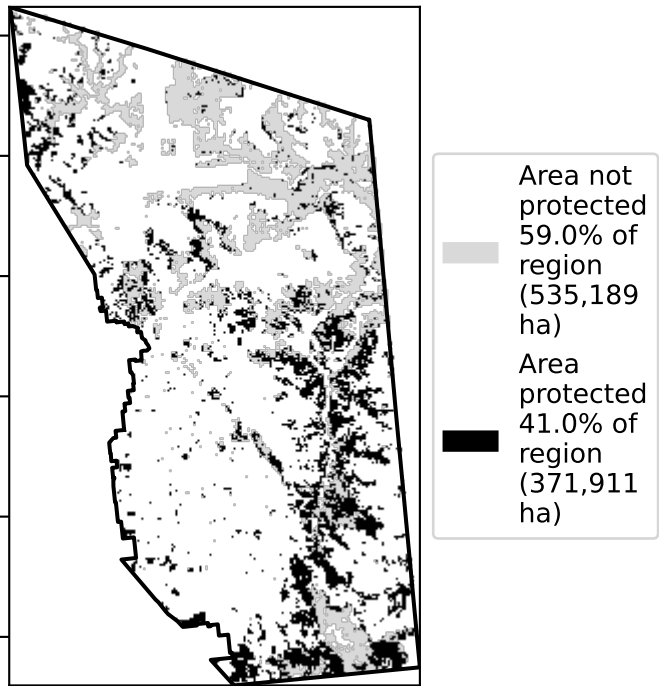 Area not
protected
59.0% of
region
(535,189
ha)
Area
protected
41.0% of
region
(371,911
ha)